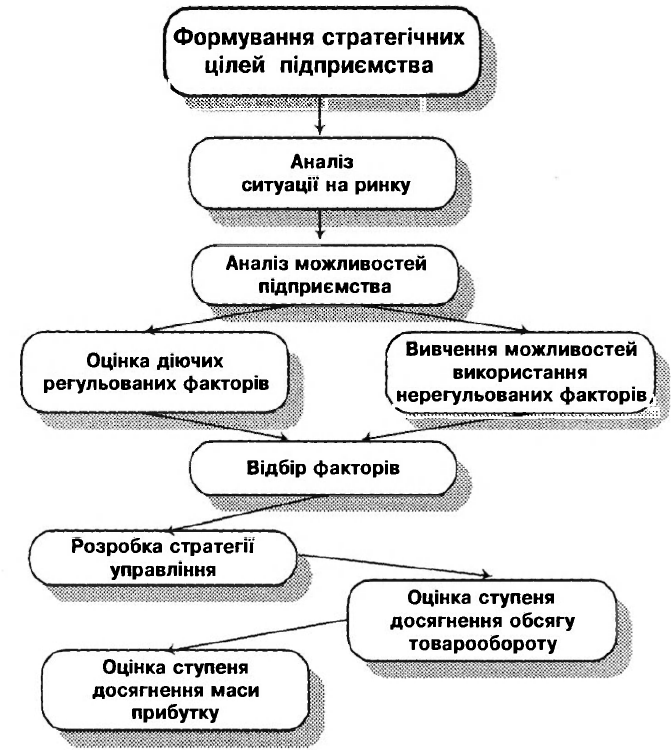 Формування стратегічних
цілей підприємства
Аналіз
ситуації на ринку
Аналіз можливостей
підприємства
Оцінка діючих
регульованих факторів
Вивчення можливостей
використання
нерегульованих факторів
Відбір факторів
Розробка стратегії
управління
Оцінка ступеня
досягнення обсягу
товарообороту
Оцінка ступеня
досягнення маси
прибутку